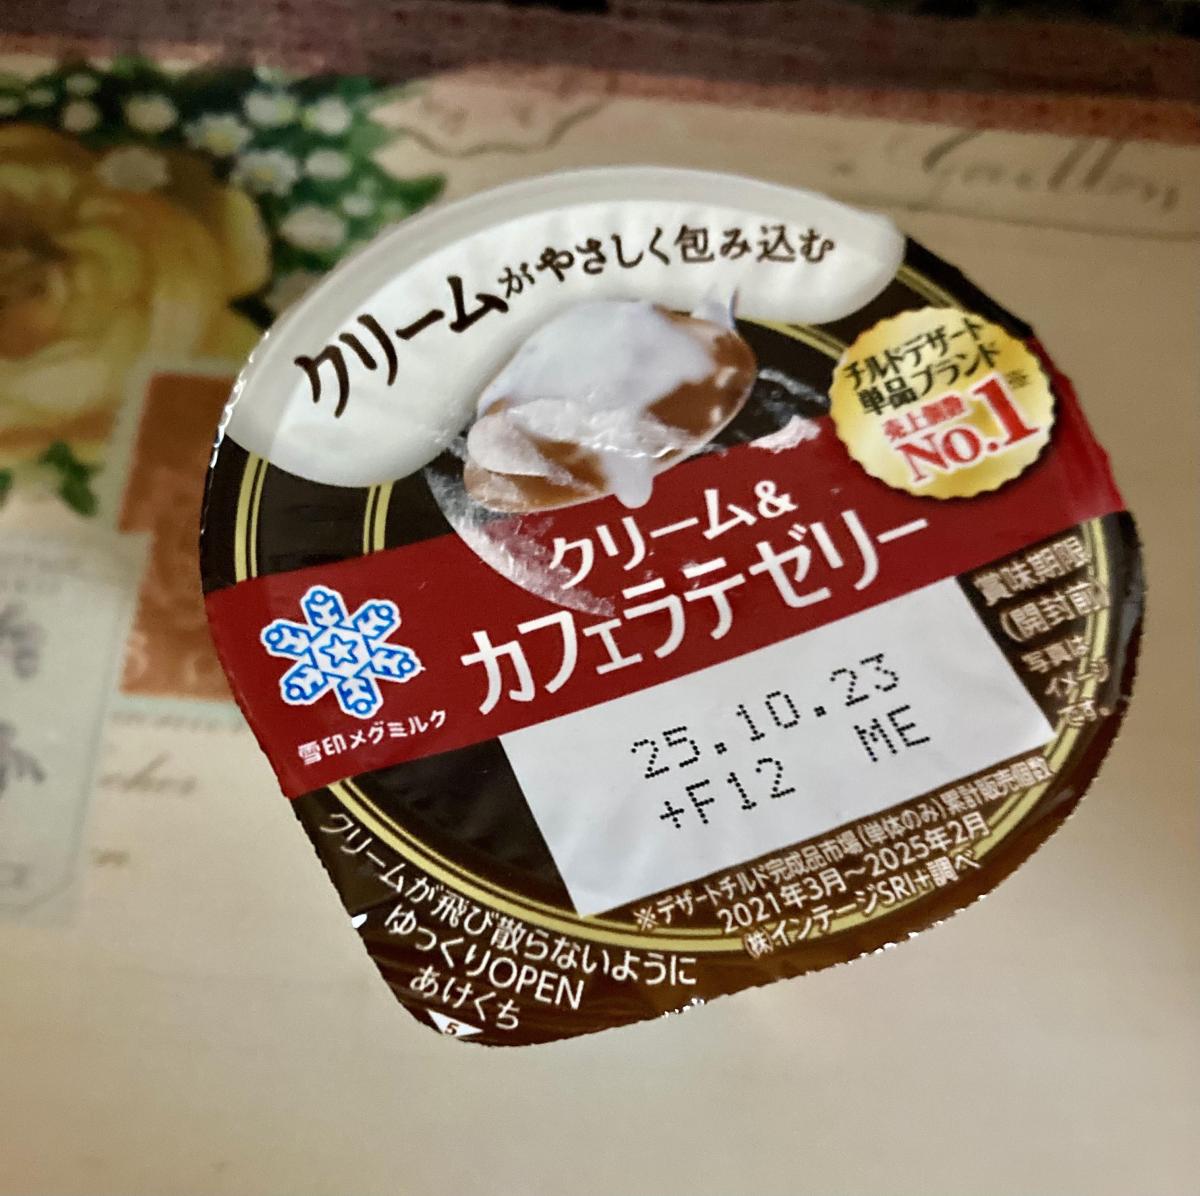 クリームがやさしく包み込む
チルドデザート
単品ブランド※
売上個数
No.1
クリーム&
カフェラテゼリー
雪印メグミルク
賞味期限
(開封前)
写真は
イメージ
です。
25.10.23
+F12 ME
※デザートチルド完成品市場(単体のみ)累計販売個数
2021年3月～2025年2月
㈱インテージSRI+調べ
クリームが飛び散らないように
ゆっくりOPEN
あけくち
5